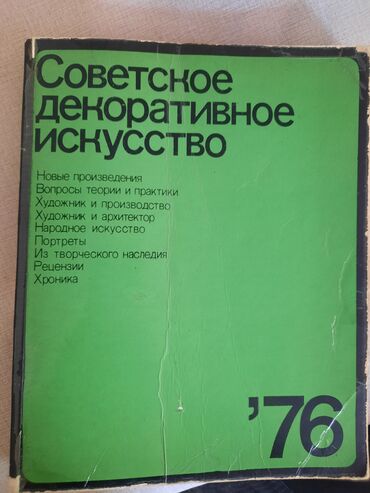 Советское
декоративное
искусство
Новые произведения
Вопросы теории и практики
Художник и производство
Художник и архитектор
Народное искусство
Портреты
Из творческого наследия
Рецензии
Хроника
'76